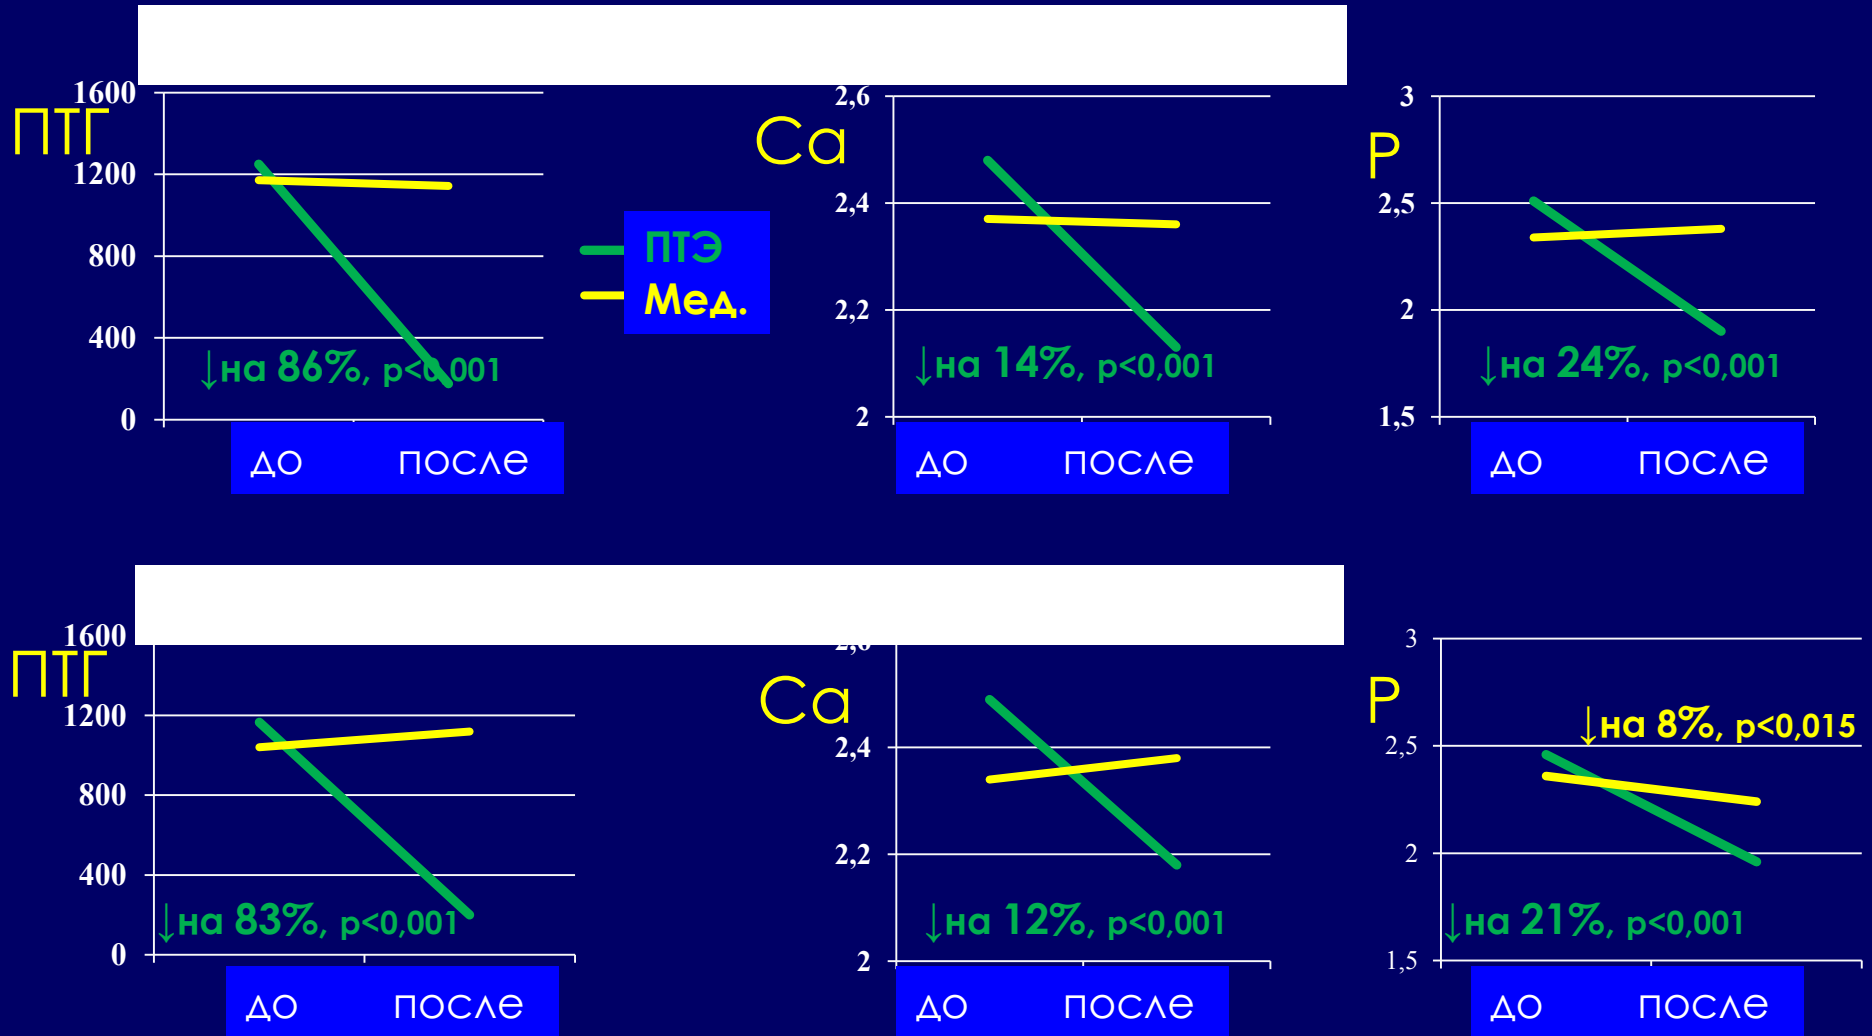 ПТГ
1600
1200
800
400
0
↓на 86%, p<0,001
до после
ПТЭ
Мед.
Ca
2,6
2,4
2,2
2
↓на 14%, p<0,001
до после
P
3
2,5
2
1,5
↓на 24%, p<0,001
до после
ПТГ
1600
1200
800
400
0
↓на 83%, p<0,001
до после
Ca
2,6
2,4
2,2
2
↓на 12%, p<0,001
до после
P
3
2,5
2
1,5
↓на 8%, p<0,015
↓на 21%, p<0,001
до после